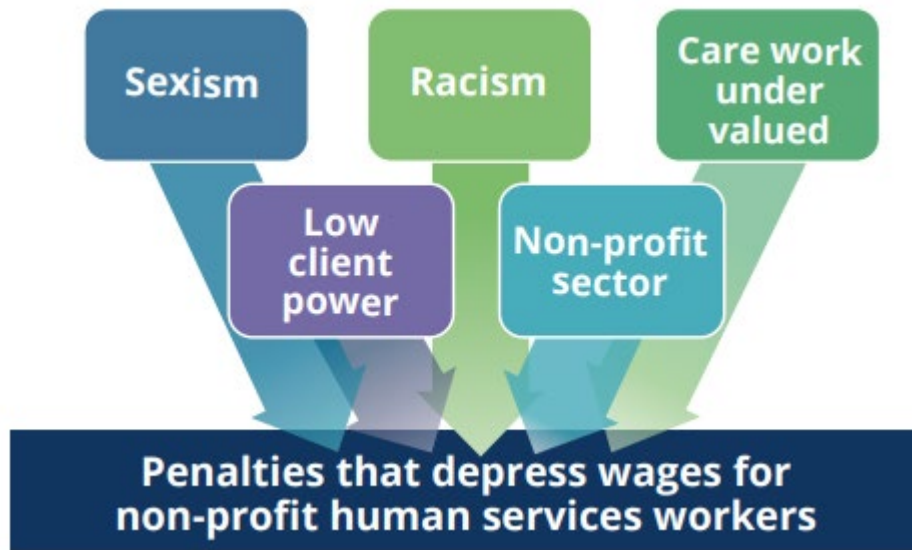 Sexism
Racism
Care work
under
valued
Low
client
power
Non-profit
sector
Penalties that depress wages for
non-profit human services workers